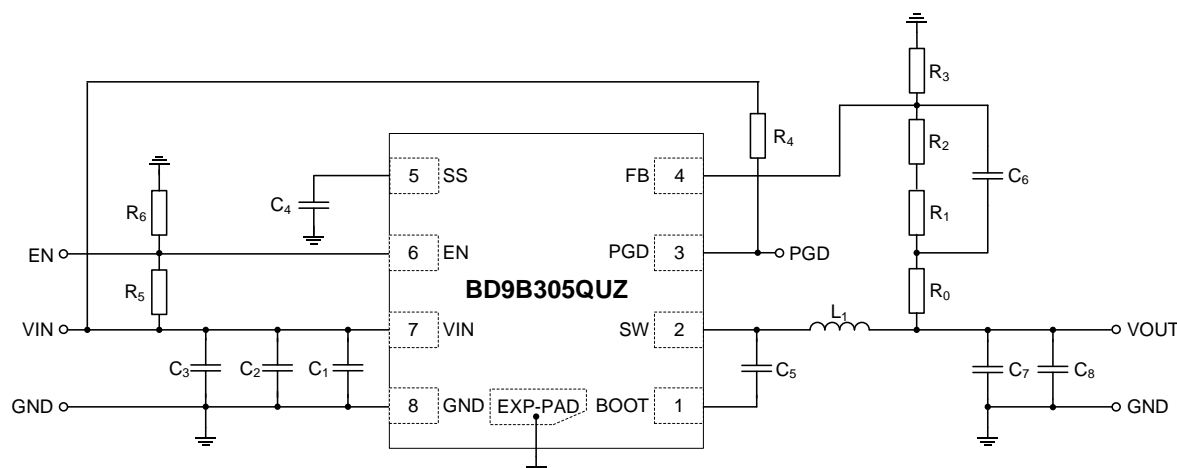 R3
R4
R2
5 SS
FB 4
C6
C4
R6
R1
EN
6 EN
PGD 3
PGD
BD9B305QUZ
R5
R0
L1
VIN
7 VIN
SW 2
VOUT
C3
C2
C1
C5
C7
C8
GND
8 GND
EXP-PAD
BOOT 1
GND